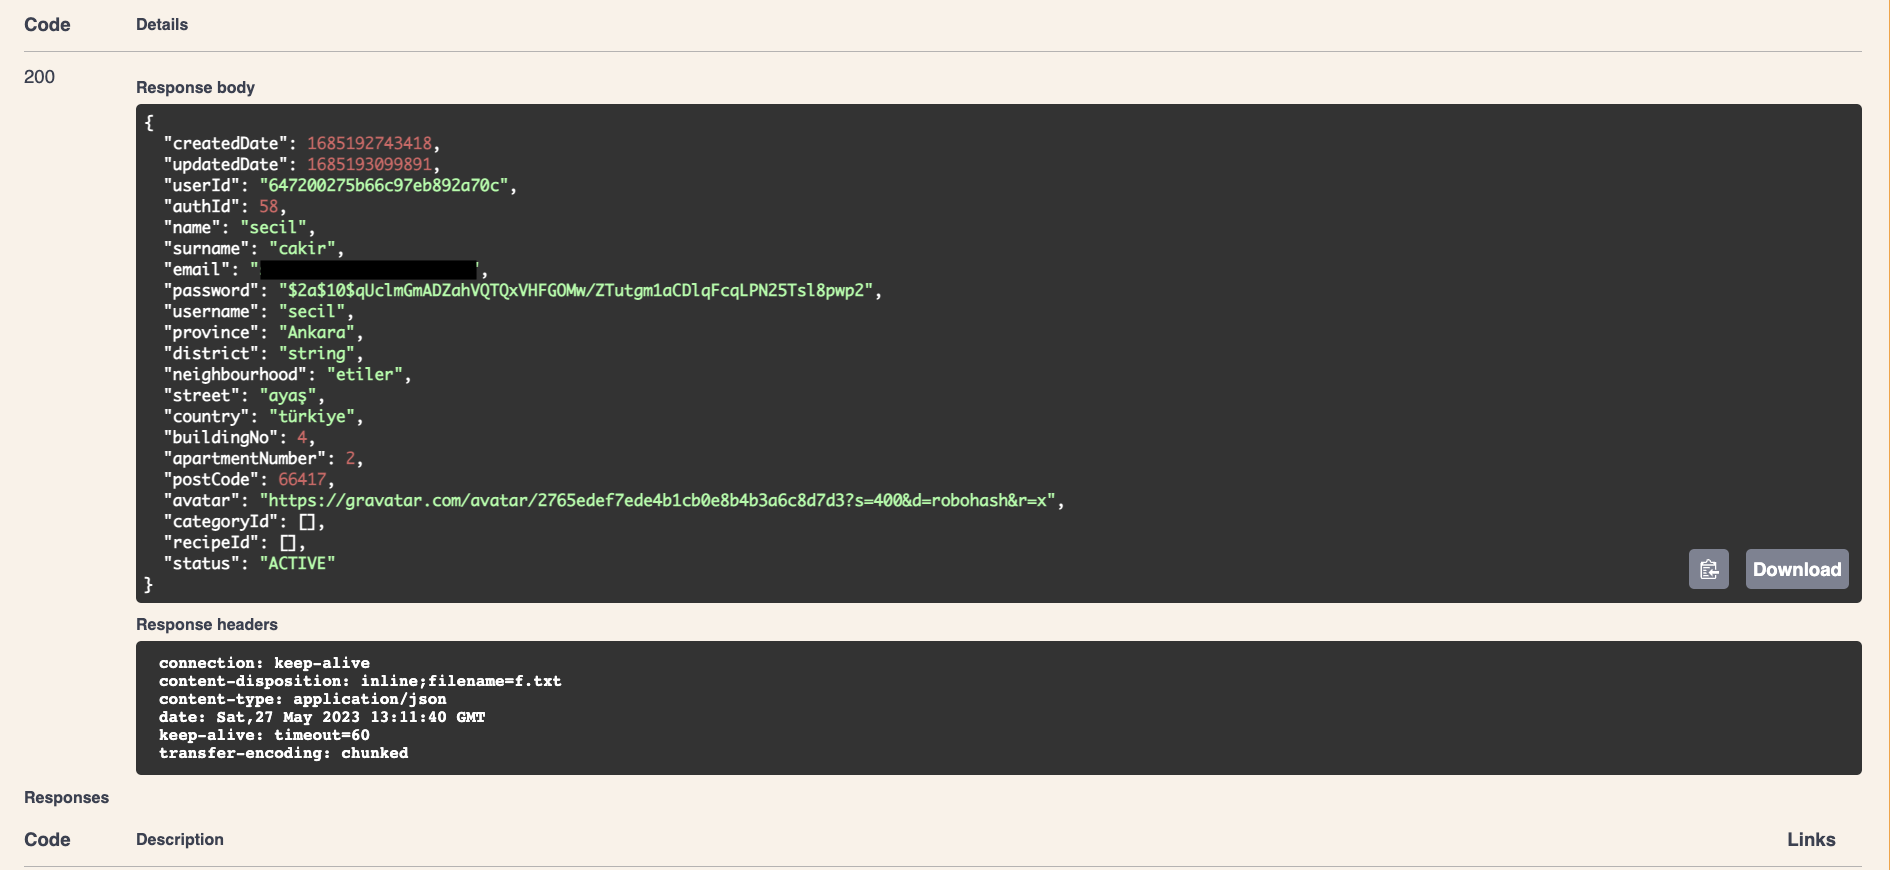 Code Details
200
Response body
{
"createdDate": 1685192743418,
"updatedDate": 1685193099891,
"userId": "647200275b66c97eb892a70c",
"authId": 58,
"name": "secil",
"surname": "cakir",
"email": "          ",
"password": "$2a$10$qUclmGmADZahVQTQxVHFGOMw/ZTutgm1aCDlqFcqLPN25Tsl8pwp2",
"username": "secil",
"province": "Ankara",
"district": "string",
"neighbourhood": "etiler",
"street": "ayaş",
"country": "türkiye",
"buildingNo": 4,
"apartmentNumber": 2,
"postCode": 66417,
"avatar": "https://gravatar.com/avatar/2765edef7ede4b1cb0e8b4b3a6c8d7d3?s=400&d=robohash&r=x",
"categoryId": [],
"recipeId": [],
"status": "ACTIVE"
}
Download
Response headers
connection: keep-alive
content-disposition: inline;filename=f.txt
content-type: application/json
date: Sat,27 May 2023 13:11:40 GMT
keep-alive: timeout=60
transfer-encoding: chunked
Responses
Code Description Links